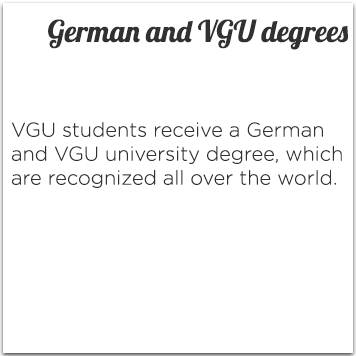 German and VGU degrees
VGU students receive a German
and VGU university degree, which
are recognized all over the world.